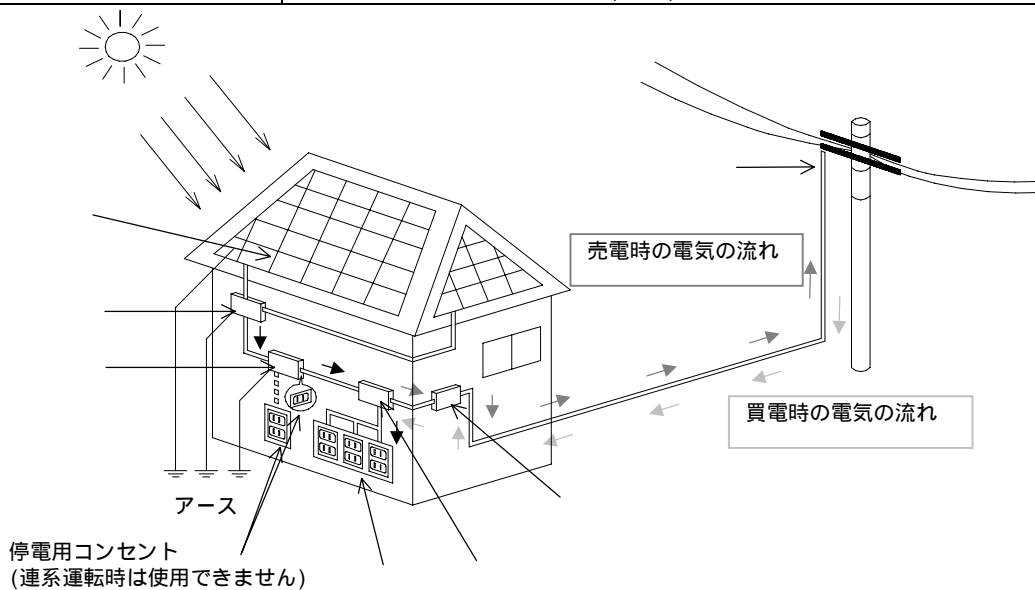 売電時の電気の流れ
買電時の電気の流れ
アース
停電用コンセント
(連系運転時は使用できません)